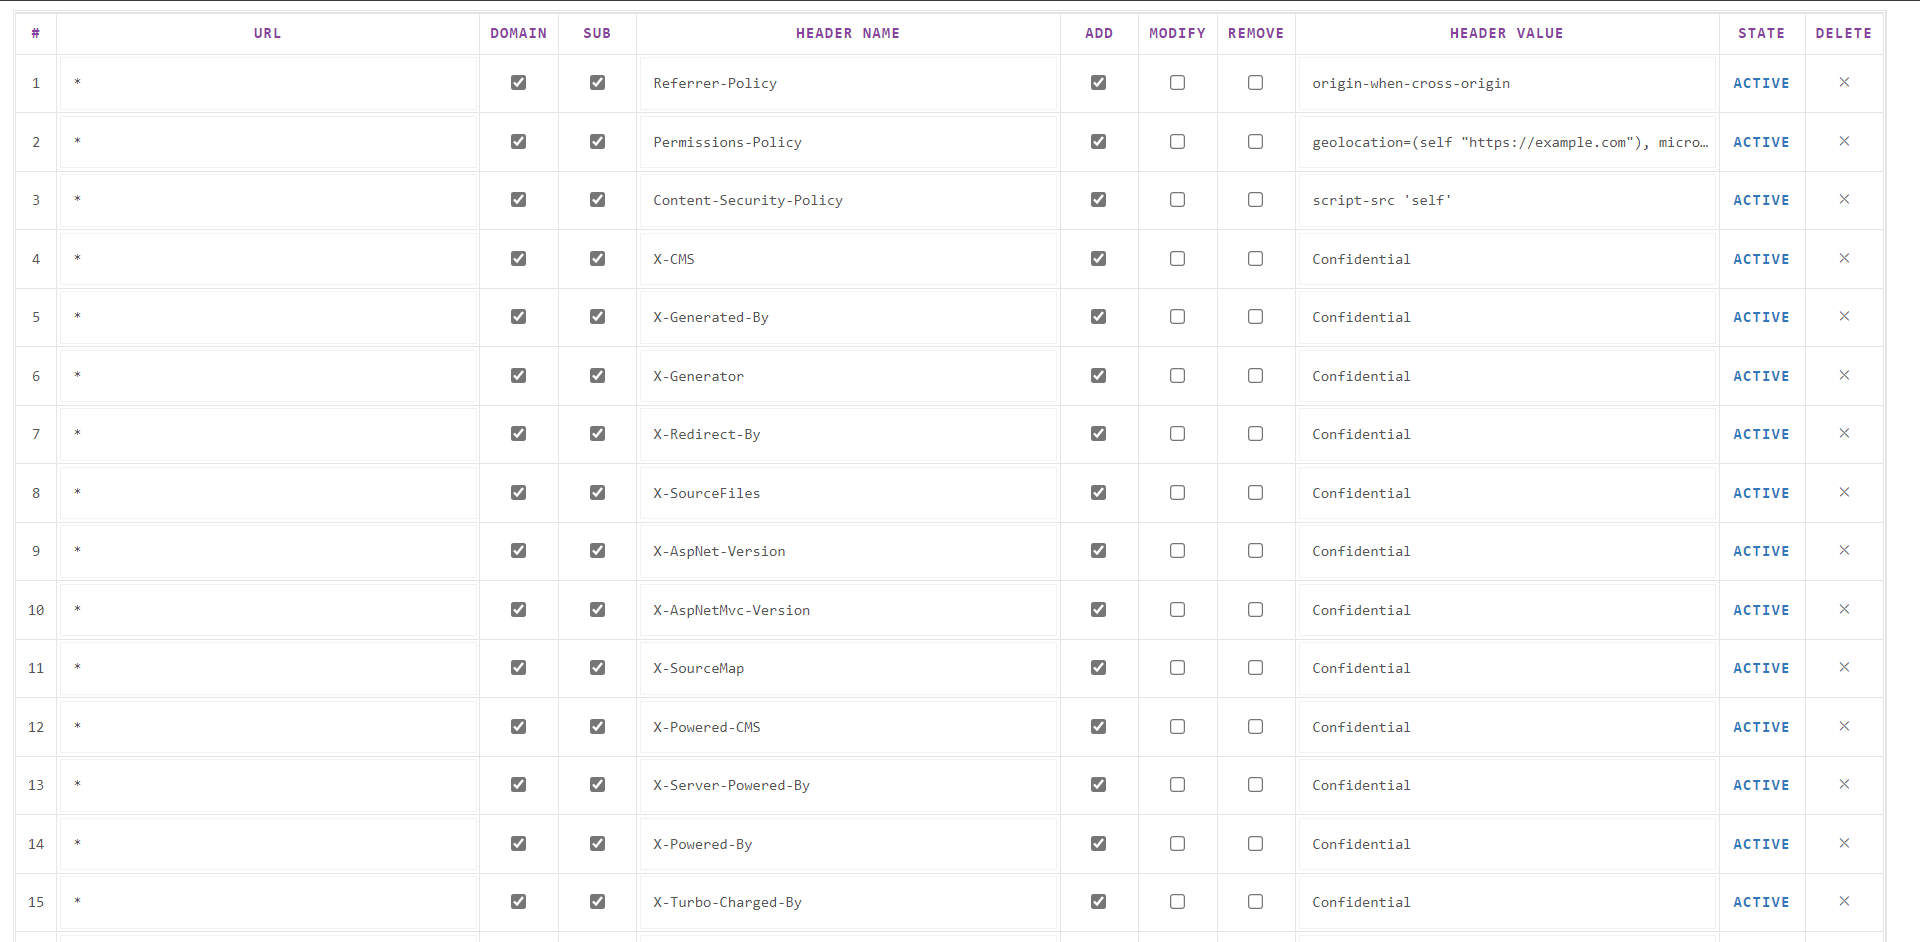 # URL DOMAIN SUB HEADER NAME ADD MODIFY REMOVE HEADER VALUE STATE DELETE
1 * Referrer-Policy origin-when-cross-origin ACTIVE ×
2 * Permissions-Policy geolocation=(self "https://example.com"), micro… ACTIVE ×
3 * Content-Security-Policy script-src 'self' ACTIVE ×
4 * X-CMS Confidential ACTIVE ×
5 * X-Generated-By Confidential ACTIVE ×
6 * X-Generator Confidential ACTIVE ×
7 * X-Redirect-By Confidential ACTIVE ×
8 * X-SourceFiles Confidential ACTIVE ×
9 * X-AspNet-Version Confidential ACTIVE ×
10 * X-AspNetMvc-Version Confidential ACTIVE ×
11 * X-SourceMap Confidential ACTIVE ×
12 * X-Powered-CMS Confidential ACTIVE ×
13 * X-Server-Powered-By Confidential ACTIVE ×
14 * X-Powered-By Confidential ACTIVE ×
15 * X-Turbo-Charged-By Confidential ACTIVE ×